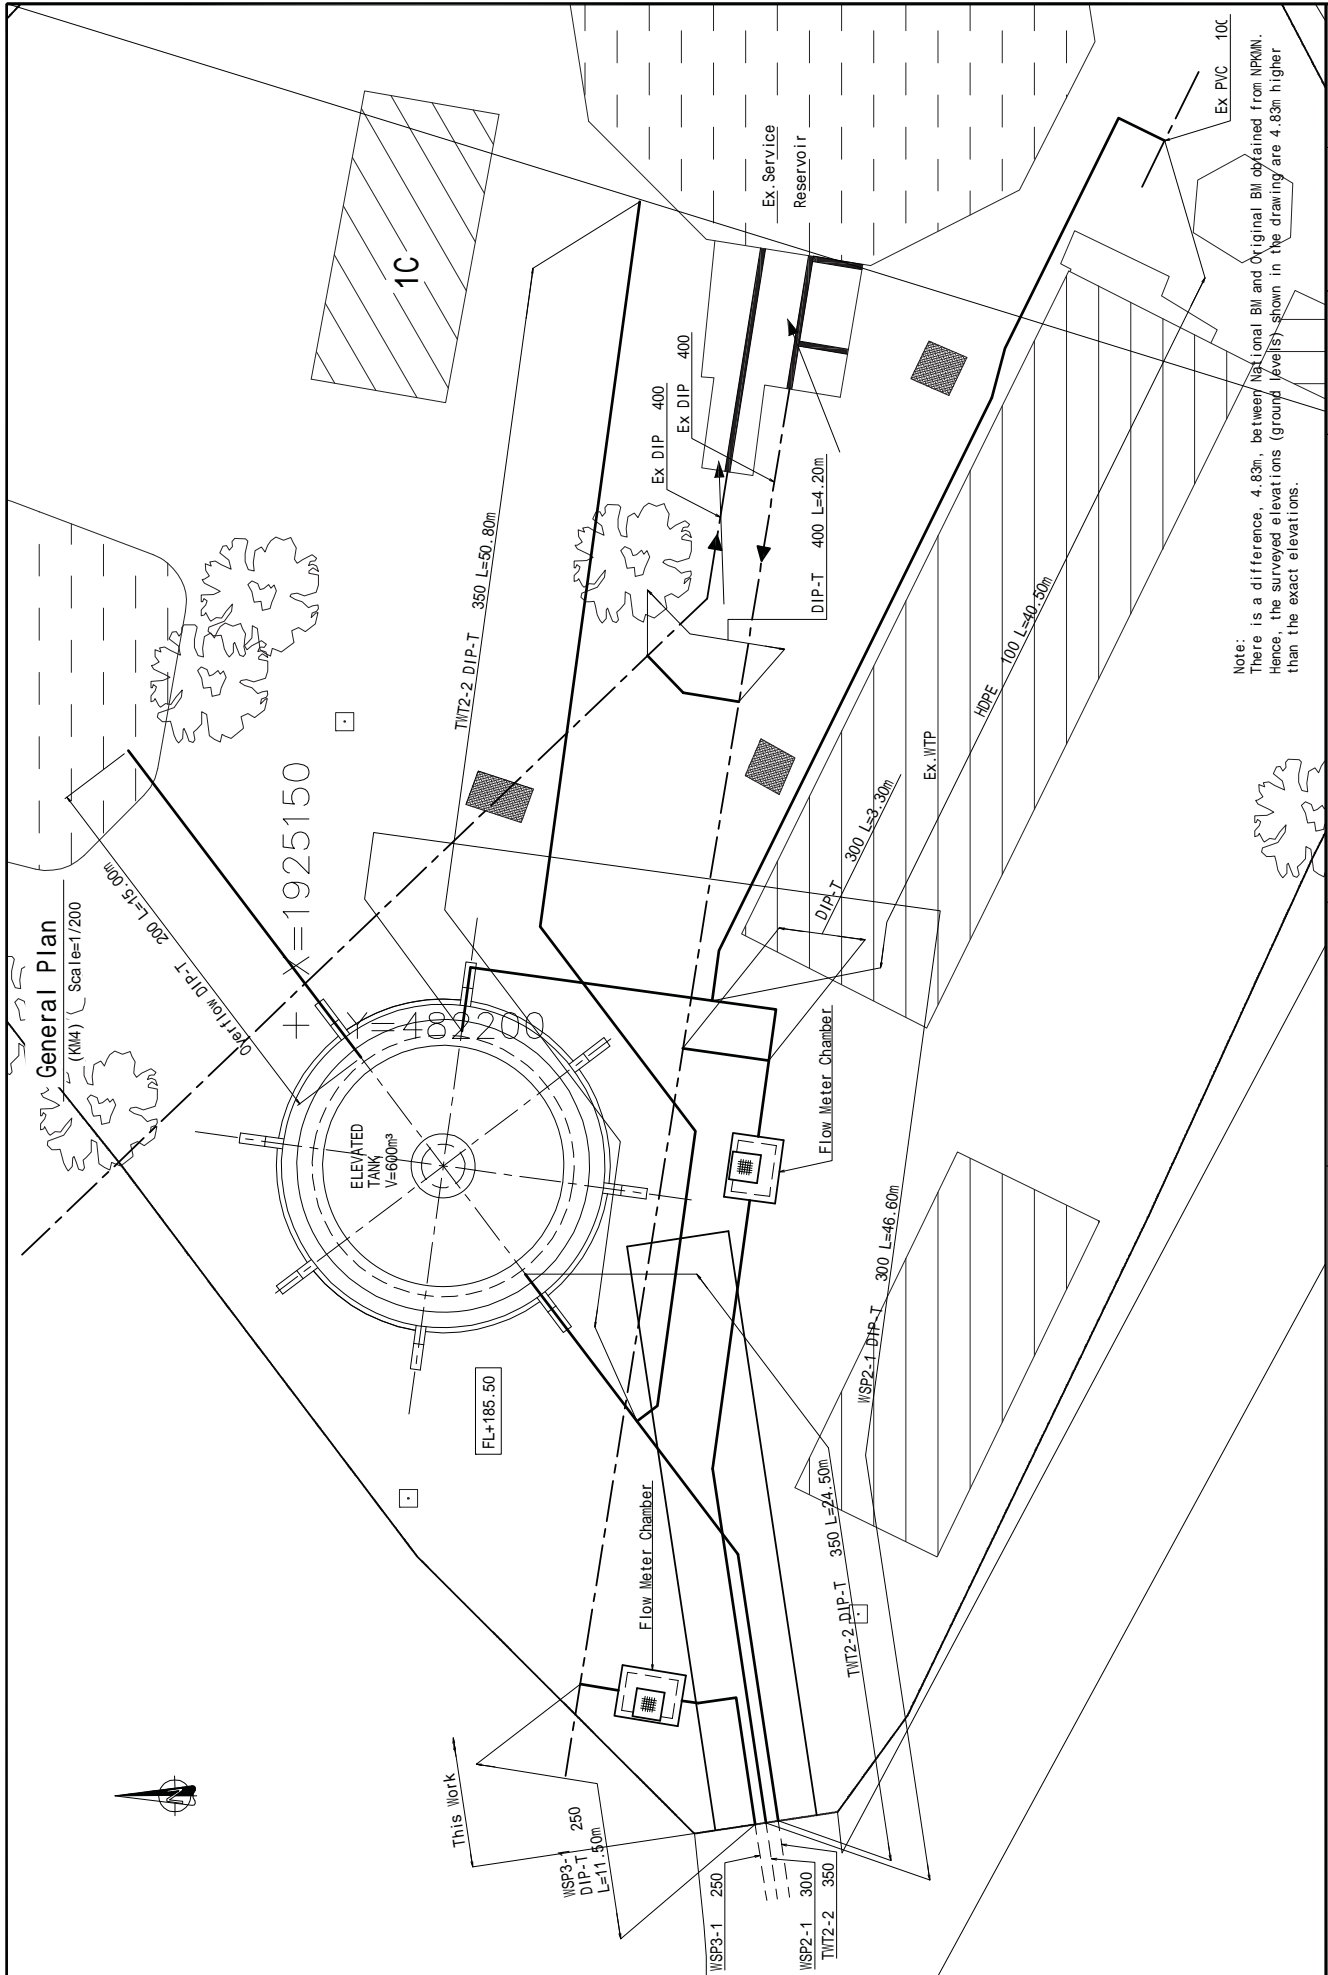 General Plan
(KM4)
Scale=1/200
Overflow DIP-T 200 L=15.00m
X=1925150
Y=482200
1C
TWT2-2 DIP-T 350 L=50.80m
Ex.Service
Reservoir
Ex DIP 400
Ex DIP 400
DIP-T 400 L=4.20m
Ex PVC 100
ELEVATED
TANK
V=600m³
FL+185.50
Flow Meter Chamber
Flow Meter Chamber
DIP-T 300 L=3.30m
Ex.WTP
HDPE 100 L=40.50m
WSP2-1 DIP-T 300 L=46.60m
TWT2-2 DIP-T 350 L=24.50m
This Work
WSP3-1 250
DIP-T
L=11.50m
WSP3-1 250
WSP2-1 300
TWT2-2 350
N
Note:
There is a difference, 4.83m, between National BM and Original BM obtained from NPKMN.
Hence, the surveyed elevations (ground levels) shown in the drawing are 4.83m higher
than the exact elevations.